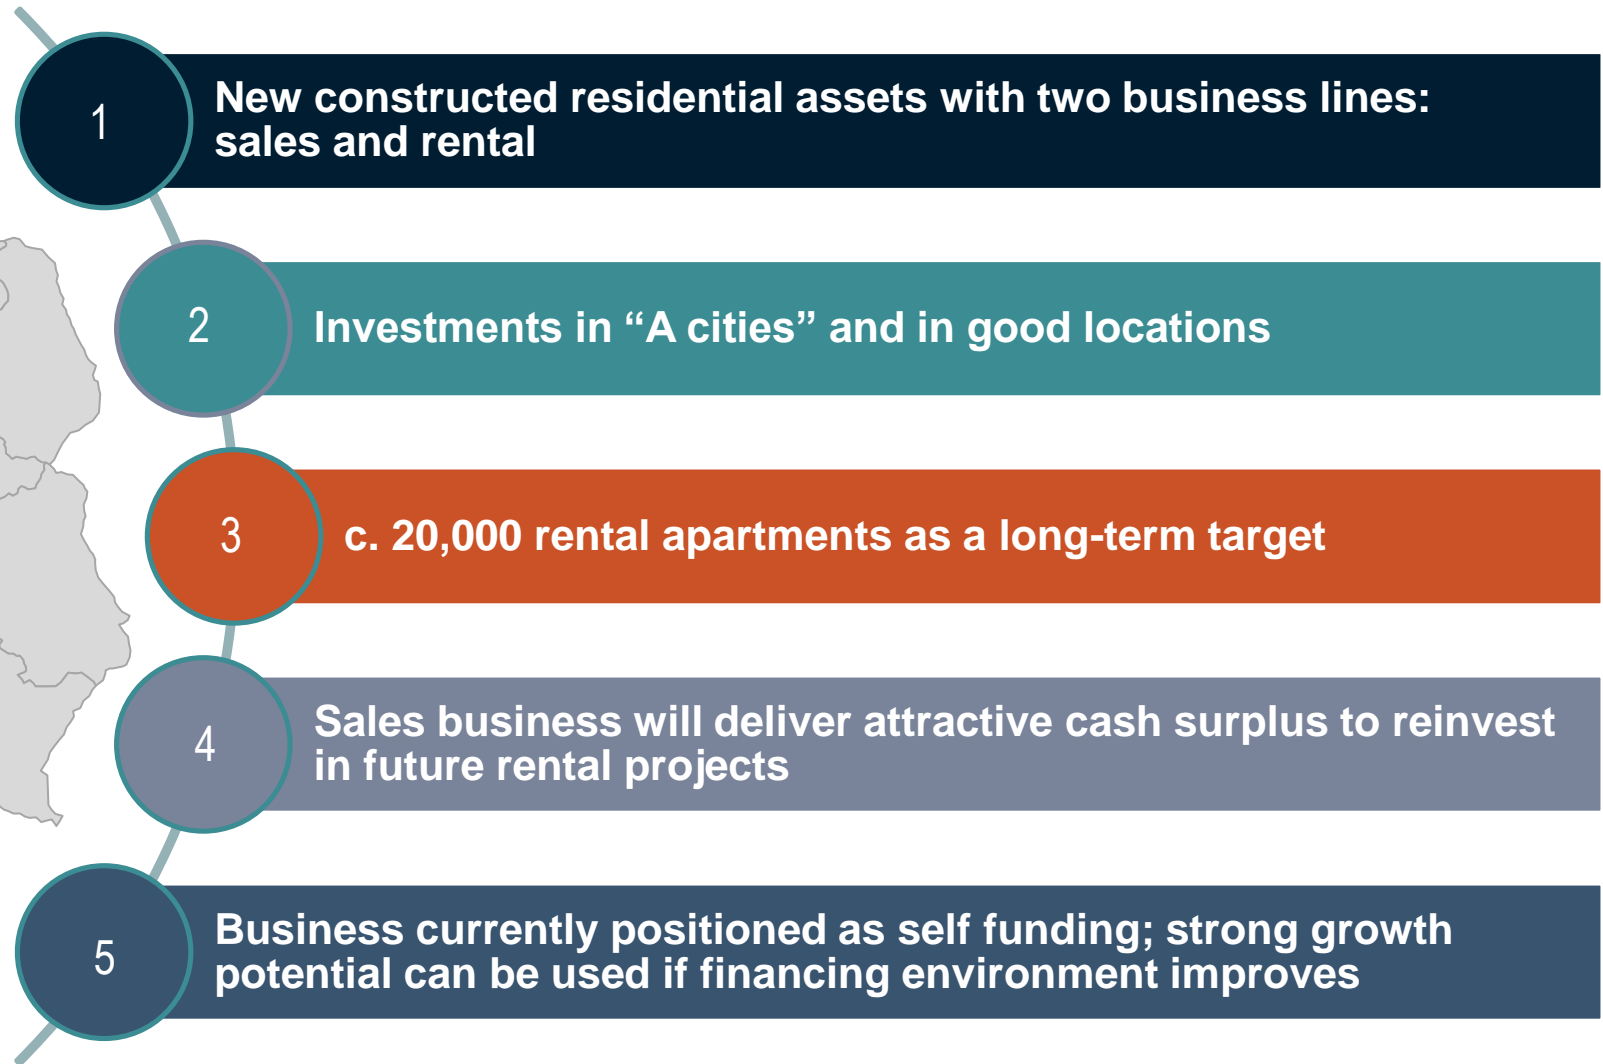 1
New constructed residential assets with two business lines:
sales and rental
2
Investments in “A cities” and in good locations
3
c. 20,000 rental apartments as a long-term target
4
Sales business will deliver attractive cash surplus to reinvest
in future rental projects
5
Business currently positioned as self funding; strong growth
potential can be used if financing environment improves